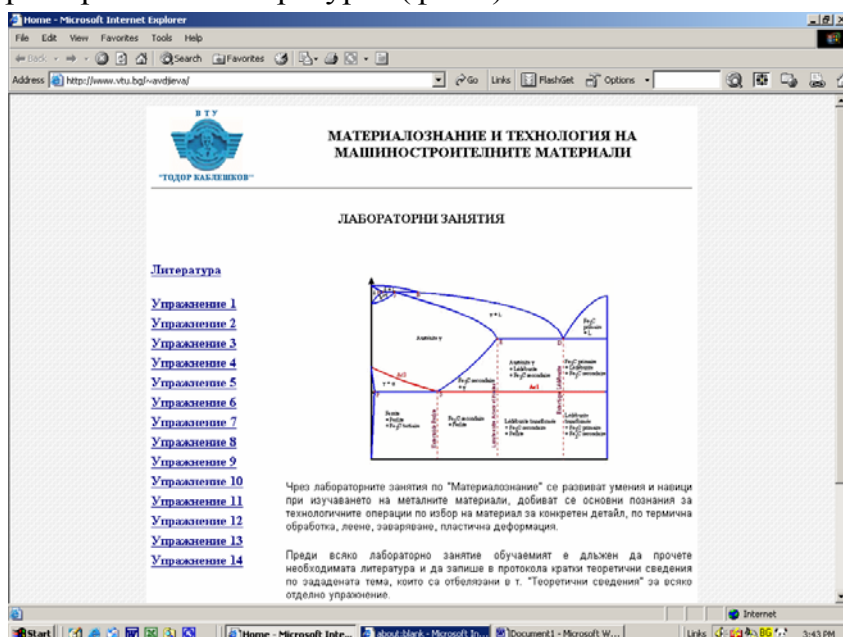 Home - Microsoft Internet Explorer
File Edit View Favorites Tools Help
Back Search Favorites
Address http://www.vtu.bg/~avdjieva/ Go Links FlashGet Options
ВТУ
"ТОДОР КАБЛЕШКОВ"
МАТЕРИАЛОЗНАНИЕ И ТЕХНОЛОГИЯ НА
МАШИНОСТРОИТЕЛНИТЕ МАТЕРИАЛИ
ЛАБОРАТОРНИ ЗАНЯТИЯ
Литература
Упражнение 1
Упражнение 2
Упражнение 3
Упражнение 4
Упражнение 5
Упражнение 6
Упражнение 7
Упражнение 8
Упражнение 9
Упражнение 10
Упражнение 11
Упражнение 12
Упражнение 13
Упражнение 14
γ + L
Austenite γ
Fe3C
Ac3
γ + α
Ac1
Чрез лабораторните занятия по "Материалознание" се развиват умения и навици
при изучаването на металните материали, добиват се основни познания за
технологичните операции по избор на материал за конкретен детайл, по термична
обработка, леене, заваряване, пластична деформация.
Преди всяко лабораторно занятие обучаемият е длъжен да прочете
необходимата литература и да запише в протокола кратки теоретични сведения
по зададената тема, които са отбелязани в т. "Теоретични сведения" за всяко
отделно упражнение.
Internet
Start Home - Microsoft Inte... about:blank - Microsoft In... Document1 - Microsoft W... Links BG 3:43 PM